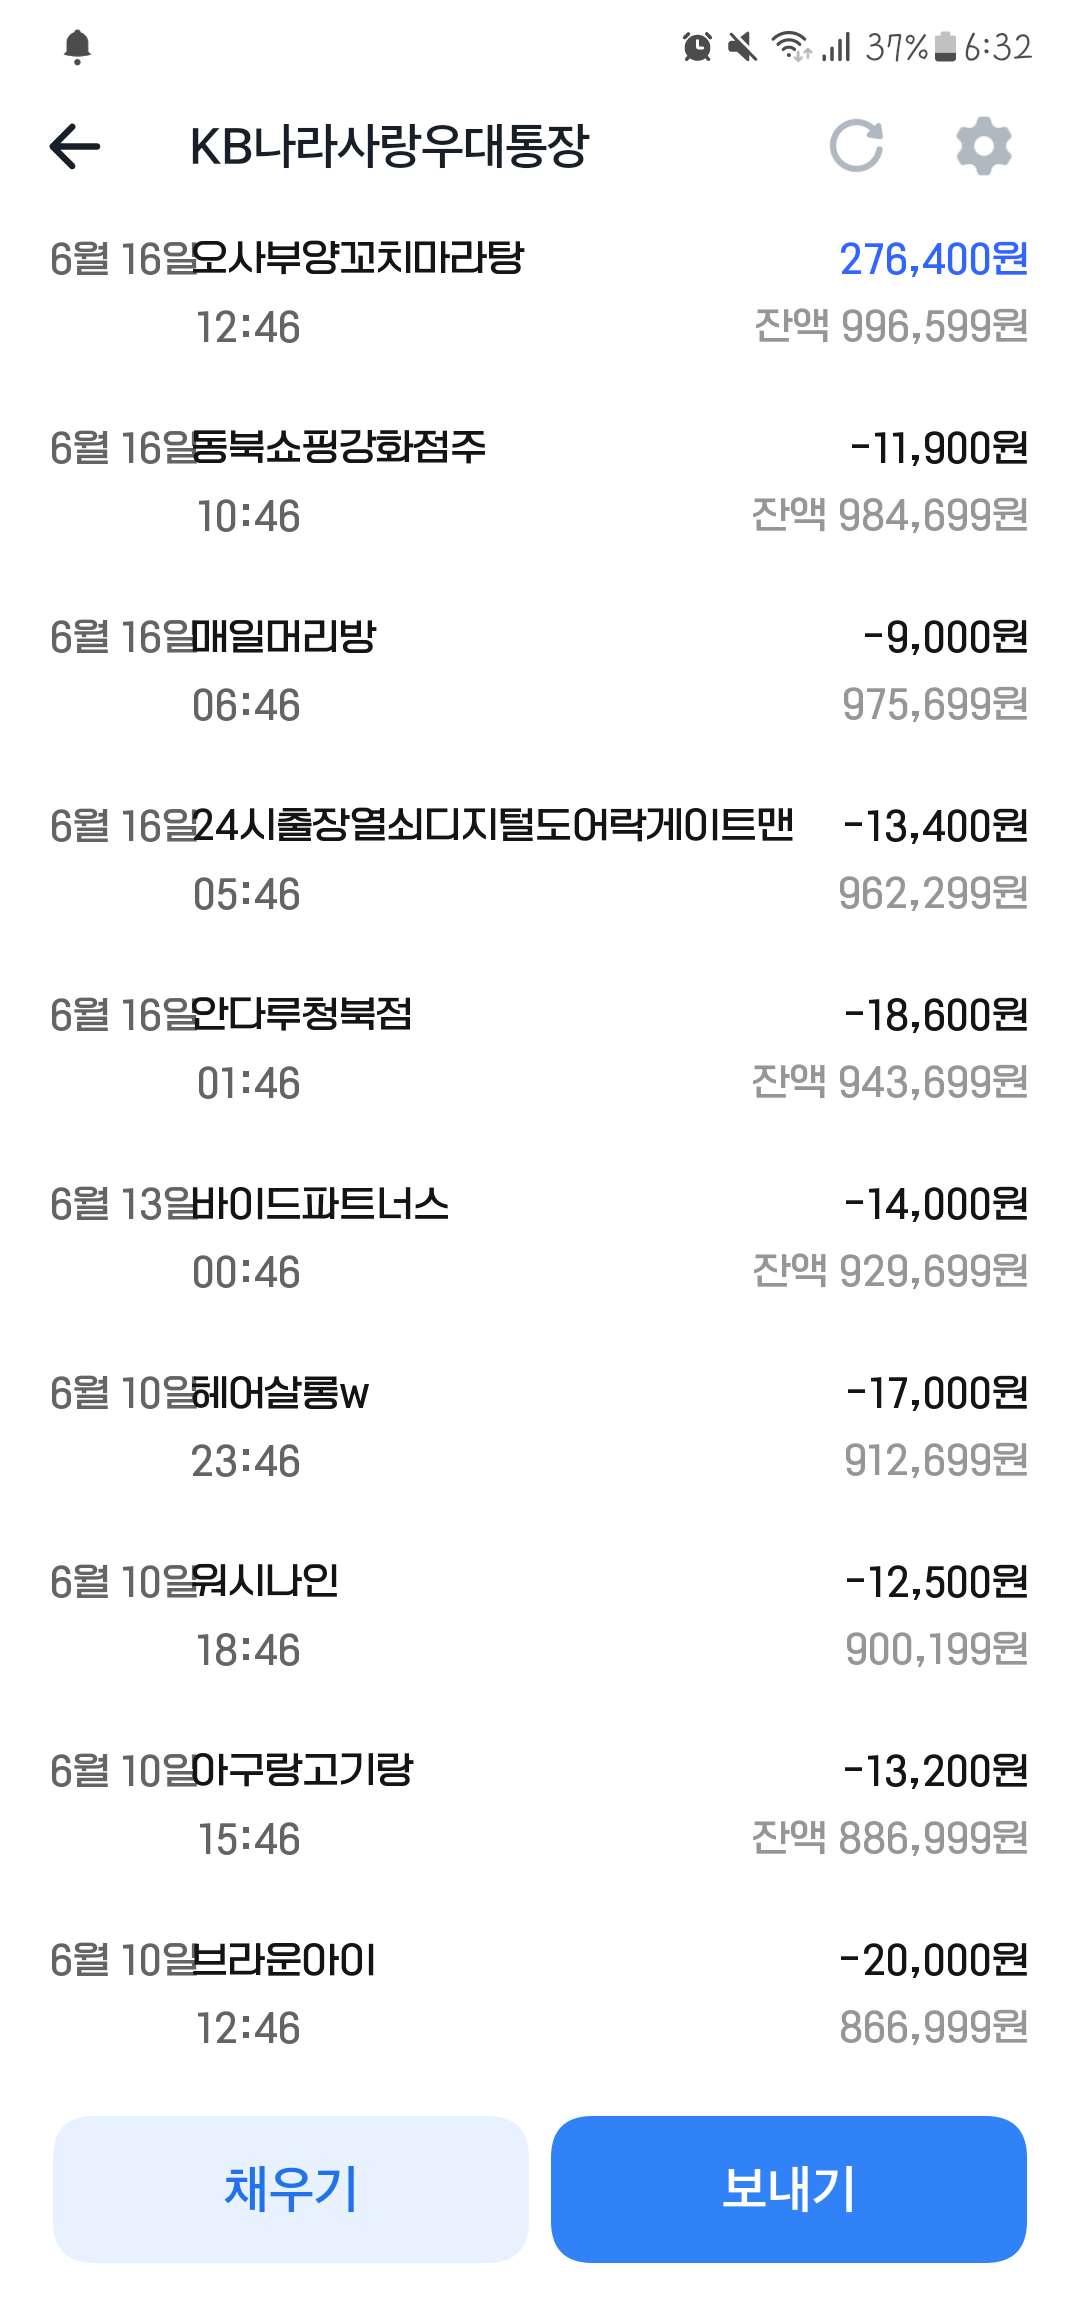 37% 6:32
KB나라사랑우대통장
6월 16일 오사부양꼬치마라탕 276,400원
12:46 잔액 996,599원
6월 16일 동북쇼핑강화점주 -11,900원
10:46 잔액 984,699원
6월 16일 매일머리방 -9,000원
06:46 975,699원
6월 16일 24시출장열쇠디지털도어락게이트맨 -13,400원
05:46 962,299원
6월 16일 안다루청북점 -18,600원
01:46 잔액 943,699원
6월 13일 바이드파트너스 -14,000원
00:46 잔액 929,699원
6월 10일 헤어살롱w -17,000원
23:46 912,699원
6월 10일 워시나인 -12,500원
18:46 900,199원
6월 10일 아구랑고기랑 -13,200원
15:46 잔액 886,999원
6월 10일 브라운아이 -20,000원
12:46 866,999원
채우기 보내기